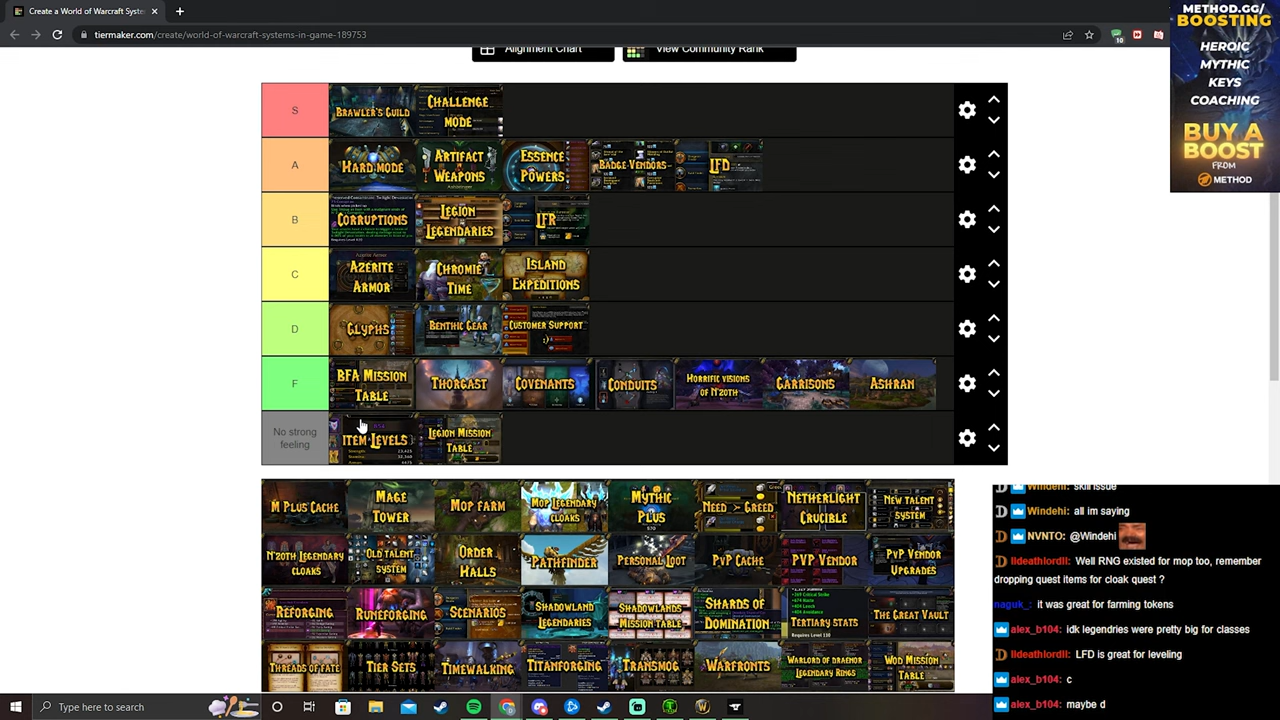 Create a World of Warcraft Syste
tiermaker.com/create/world-of-warcraft-systems-in-game-189753
10
Alignment Chart
View Community Rank
METHOD.GG/
BOOSTING
HEROIC
MYTHIC
KEYS
COACHING
BUY A
BOOST
FROM
METHOD
S
BRAWLER'S GUILD
CHALLENGE
MODE
A
HARD MODE
ARTIFACT
WEAPONS
ESSENCE
POWERS
BADGE VENDORS
LFD
B
CORRUPTIONS
LEGION
LEGENDARIES
LFR
C
AZERITE
ARMOR
CHROMIE
TIME
ISLAND
EXPEDITIONS
D
GLYPHS
BENTHIC GEAR
CUSTOMER SUPPORT
F
BFA MISSION
TABLE
THORGAST
COVENANTS
CONDUITS
HORRIFIC VISIONS
OF N'ZOTH
GARRISONS
ASHRAN
No strong
feeling
ITEM LEVELS
LEGION MISSION
TABLE
M PLUS CACHE
MAGE
TOWER
MOP FARM
MOP LEGENDARY
CLOAKS
MYTHIC
PLUS
NEED > GREED
NETHERLIGHT
CRUCIBLE
NEW TALENT
SYSTEM
N'ZOTH LEGENDARY
CLOAKS
OLD TALENT
SYSTEM
ORDER
HALLS
PATHFINDER
PERSONAL LOOT
PVP CACHE
PVP VENDOR
PVP VENDOR
UPGRADES
REFORGING
RUNEFORGING
SCENARIOS
SHADOWLAND
LEGENDARIES
SHADOWLANDS
MISSION TABLE
SHARDS OF
DOMINATION
TERTIARY STATS
THE GREAT VAULT
THREADS OF FATE
TIER SETS
TIMEWALKING
TITANFORGING
TRANSMOG
WARFRONTS
WARLORD OF DRAENOR
LEGENDARY RINGS
WOD MISSION
TABLE
Windehi: skill issue
Windehi: all im saying
NVNTO: @Windehi
lldeathlordll: Well RNG existed for mop too, remember
dropping quest items for cloak quest ?
naguk_: it was great for farming tokens
alex_b104: idk legendries were pretty big for classes
lldeathlordll: LFD is great for leveling
alex_b104: c
alex_b104: maybe d
Type here to search